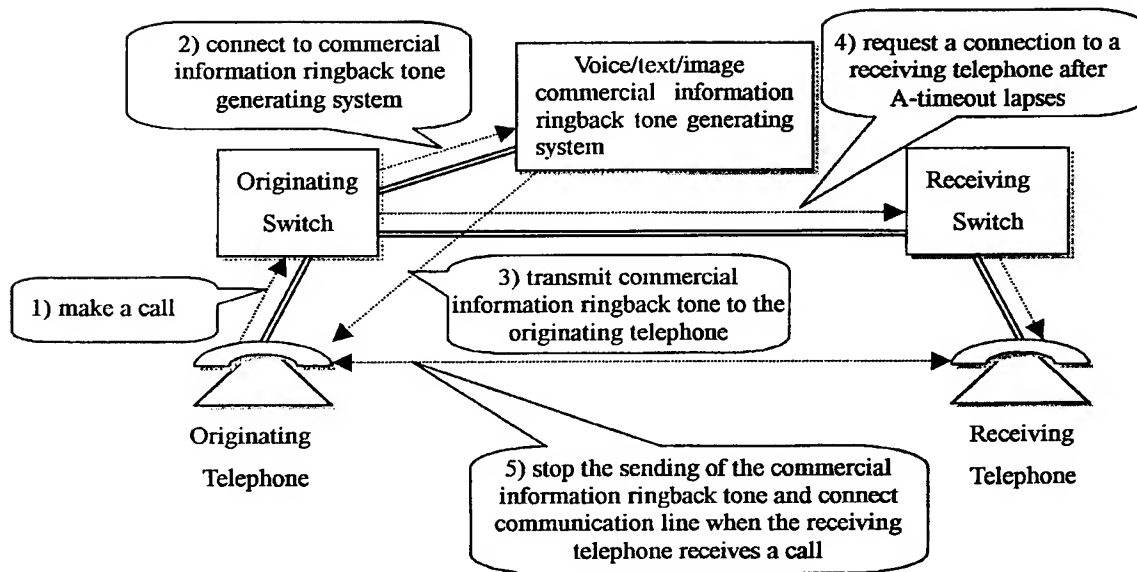 2) connect to commercial
information ringback tone
generating system
Voice/text/image
commercial information
ringback tone generating
system
4) request a connection to a
receiving telephone after
A-timeout lapses
Originating
Switch
Receiving
Switch
1) make a call
3) transmit commercial
information ringback tone to the
originating telephone
Originating
Telephone
Receiving
Telephone
5) stop the sending of the commercial
information ringback tone and connect
communication line when the receiving
telephone receives a call